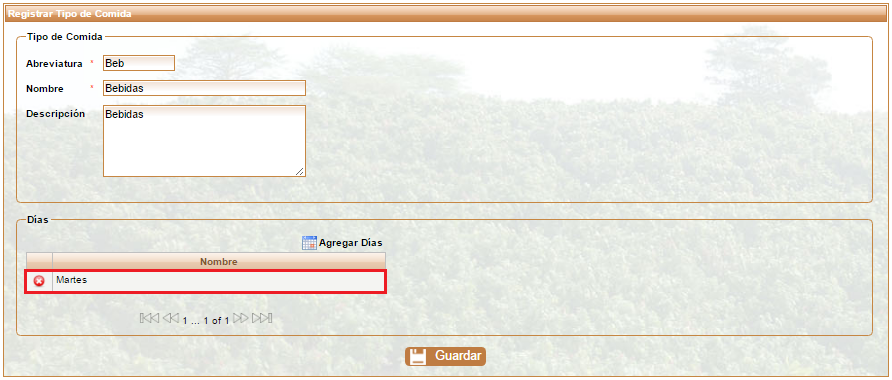 Registrar Tipo de Comida
Tipo de Comida
Abreviatura * Beb
Nombre * Bebidas
Descripción Bebidas
Días
Agregar Días
Nombre
Martes
1 ... 1 of 1
Guardar